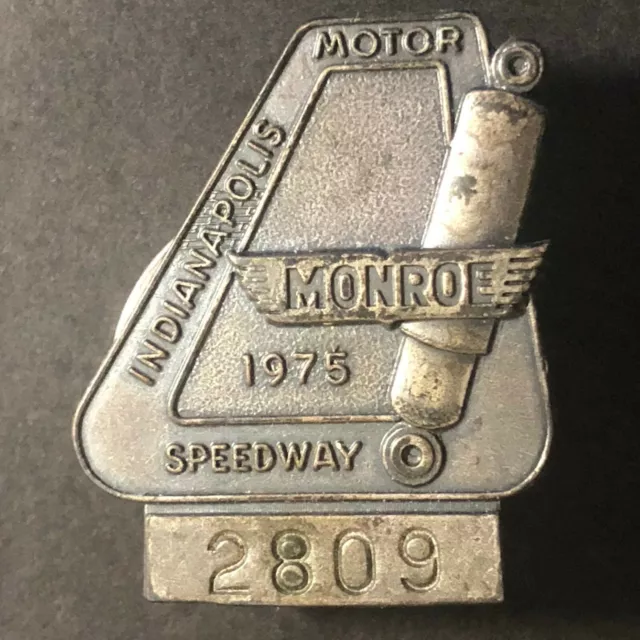 INDIANAPOLIS
MOTOR
SPEEDWAY
MONROE
1975
2809